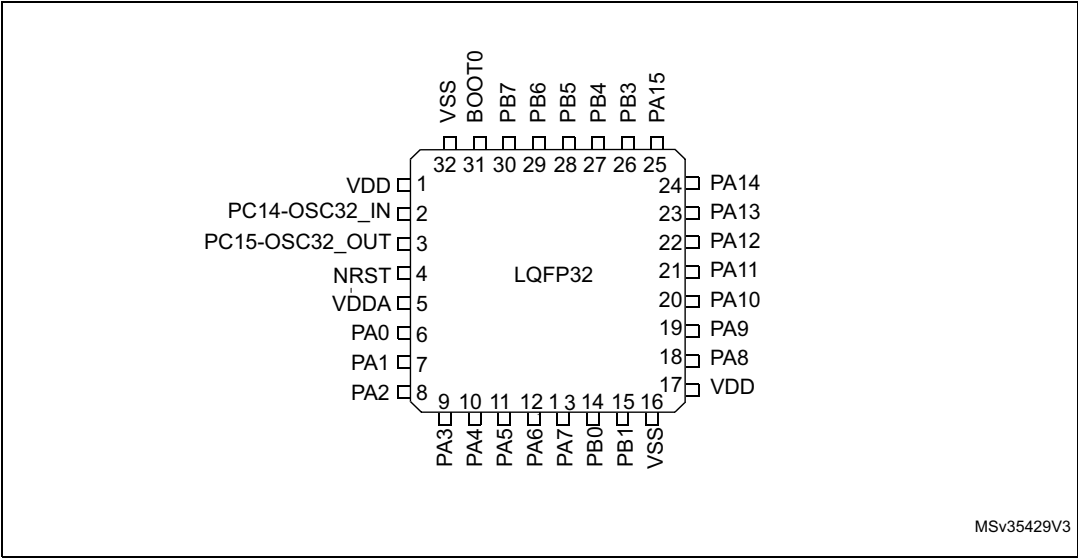 VSS
BOOT0
PB7
PB6
PB5
PB4
PB3
PA15
32 31 30 29 28 27 26 25
VDD 1
PC14-OSC32_IN 2
PC15-OSC32_OUT 3
NRST 4
VDDA 5
PA0 6
PA1 7
PA2 8
LQFP32
24 PA14
23 PA13
22 PA12
21 PA11
20 PA10
19 PA9
18 PA8
17 VDD
9 10 11 12 1 3 14 15 16
PA3
PA4
PA5
PA6
PA7
PB0
PB1
VSS
MSv35429V3